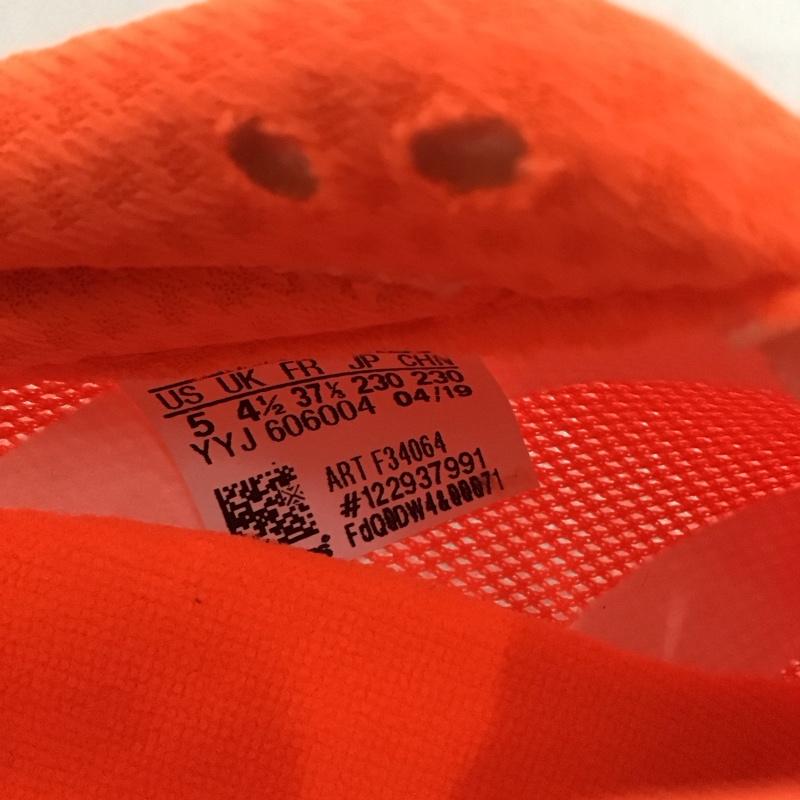 US UK FR JP CHN
5 4½ 37⅓ 230 230
YYJ 606004 04/19
ART F34064
#122937991